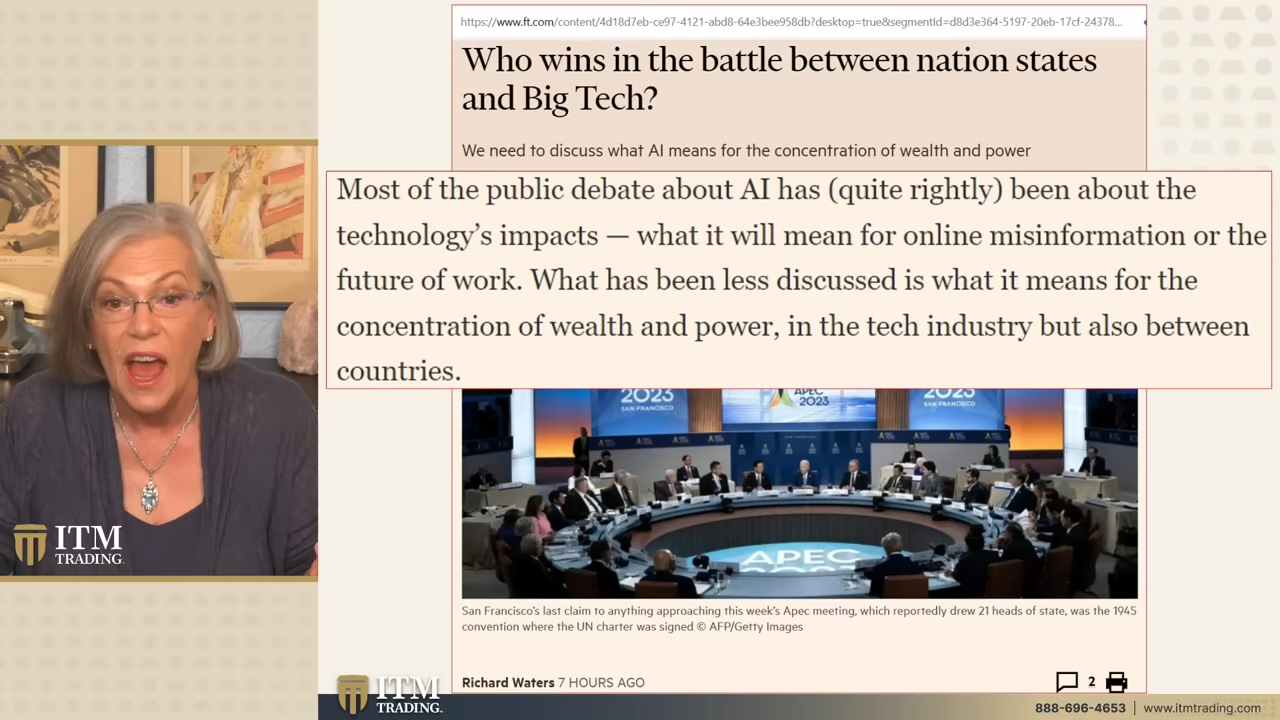 https://www.ft.com/content/4d18d7eb-ce97-4121-abd8-64e3bee958db?desktop=true&segmentId=d8d3e364-5197-20eb-17cf-24378...
Who wins in the battle between nation states
and Big Tech?
We need to discuss what AI means for the concentration of wealth and power
Most of the public debate about AI has (quite rightly) been about the
technology’s impacts — what it will mean for online misinformation or the
future of work. What has been less discussed is what it means for the
concentration of wealth and power, in the tech industry but also between
countries.
2023
SAN FRANCISCO
APEC
2023
2023
SAN FRANCISCO
APEC
San Francisco’s last claim to anything approaching this week’s Apec meeting, which reportedly drew 21 heads of state, was the 1945
convention where the UN charter was signed © AFP/Getty Images
Richard Waters 7 HOURS AGO
2
ITM
TRADING.
ITM
TRADING.
888-696-4653 | www.itmtrading.com